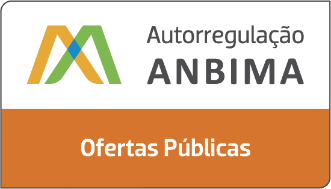 Autorregulação
ANBIMA
Ofertas Públicas